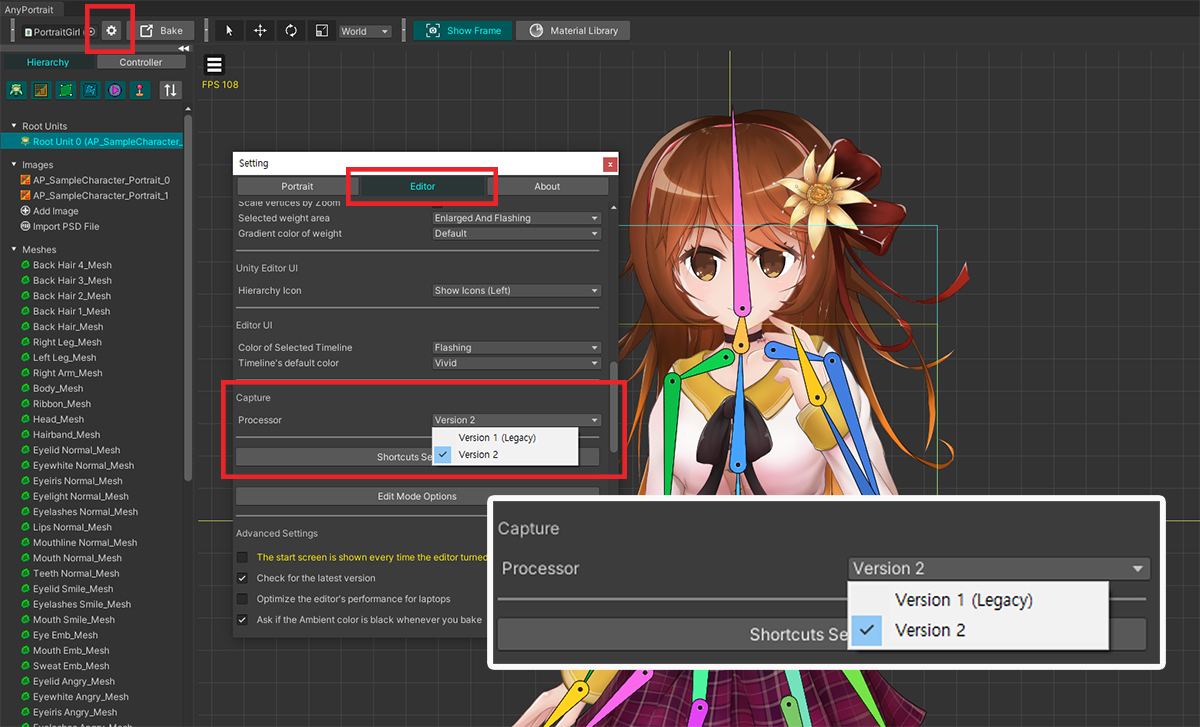 AnyPortrait
PortraitGirl
Bake
World
Show Frame
Material Library
Hierarchy
Controller
FPS 108
Root Units
Root Unit 0 (AP_SampleCharacter_
Images
AP_SampleCharacter_Portrait_0
AP_SampleCharacter_Portrait_1
Add Image
Import PSD File
Meshes
Back Hair 4_Mesh
Back Hair 3_Mesh
Back Hair 2_Mesh
Back Hair 1_Mesh
Back Hair_Mesh
Right Leg_Mesh
Left Leg_Mesh
Right Arm_Mesh
Body_Mesh
Ribbon_Mesh
Head_Mesh
Hairband_Mesh
Eyelid Normal_Mesh
Eyewhite Normal_Mesh
Eyeiris Normal_Mesh
Eyelight Normal_Mesh
Eyelashes Normal_Mesh
Lips Normal_Mesh
Mouthline Normal_Mesh
Mouth Normal_Mesh
Teeth Normal_Mesh
Eyelid Smile_Mesh
Eyelashes Smile_Mesh
Mouth Smile_Mesh
Eye Emb_Mesh
Mouth Emb_Mesh
Sweat Emb_Mesh
Eyelid Angry_Mesh
Eyewhite Angry_Mesh
Eyeiris Angry_Mesh
Eyelashes Angry_Mesh
Setting
x
Portrait
Editor
About
Scale vertices by Zoom
Selected weight area
Enlarged And Flashing
Gradient color of weight
Default
Unity Editor UI
Hierarchy Icon
Show Icons (Left)
Editor UI
Color of Selected Timeline
Flashing
Timeline's default color
Vivid
Capture
Processor
Version 2
Version 1 (Legacy)
Version 2
Shortcuts Se
Edit Mode Options
Advanced Settings
The start screen is shown every time the editor turned
Check for the latest version
Optimize the editor's performance for laptops
Ask if the Ambient color is black whenever you bake
Capture
Processor
Version 2
Version 1 (Legacy)
Version 2
Shortcuts Se